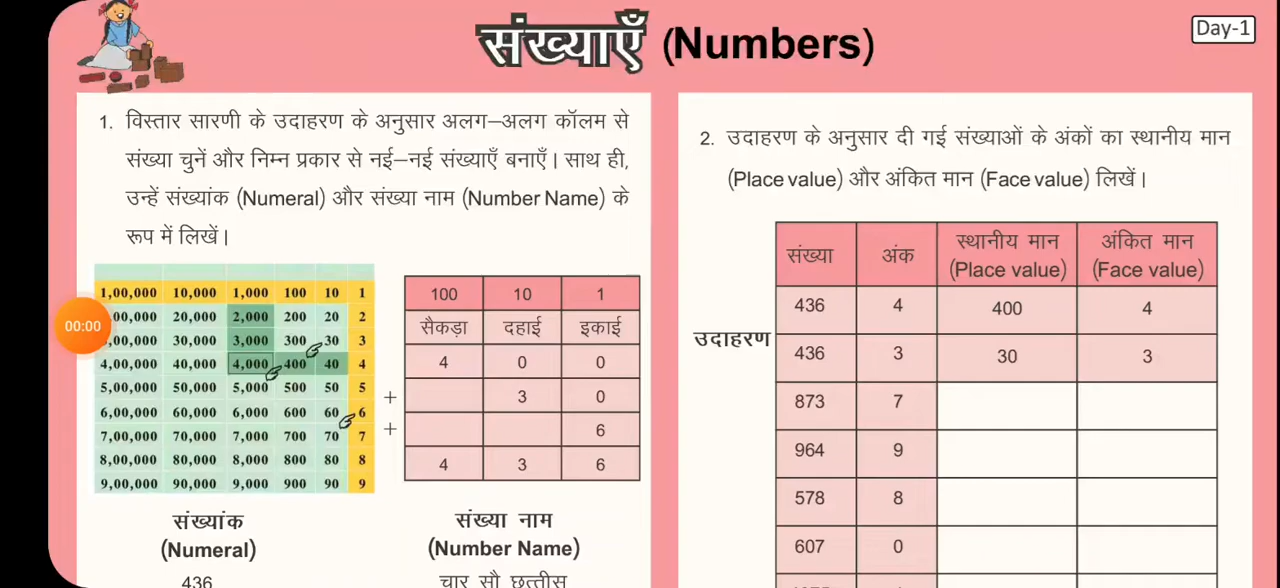 संख्याएँ (Numbers)
Day-1
1. विस्तार सारणी के उदाहरण के अनुसार अलग–अलग कॉलम से
संख्या चुनें और निम्न प्रकार से नई–नई संख्याएँ बनाएँ। साथ ही,
उन्हें संख्यांक (Numeral) और संख्या नाम (Number Name) के
रूप में लिखें।
1,00,000 10,000 1,000 100 10 1
00,000 20,000 2,000 200 20 2
00,000 30,000 3,000 300 30 3
4,00,000 40,000 4,000 400 40 4
5,00,000 50,000 5,000 500 50 5
6,00,000 60,000 6,000 600 60 6
7,00,000 70,000 7,000 700 70 7
8,00,000 80,000 8,000 800 80 8
9,00,000 90,000 9,000 900 90 9
00:00
100 10 1
सैकड़ा दहाई इकाई
4 0 0
+ 3 0
+ 6
4 3 6
संख्यांक संख्या नाम
(Numeral) (Number Name)
436 चार सौ छत्तीस
2. उदाहरण के अनुसार दी गई संख्याओं के अंकों का स्थानीय मान
(Place value) और अंकित मान (Face value) लिखें।
संख्या अंक स्थानीय मान (Place value) अंकित मान (Face value)
436 4 400 4
उदाहरण
436 3 30 3
873 7
964 9
578 8
607 0